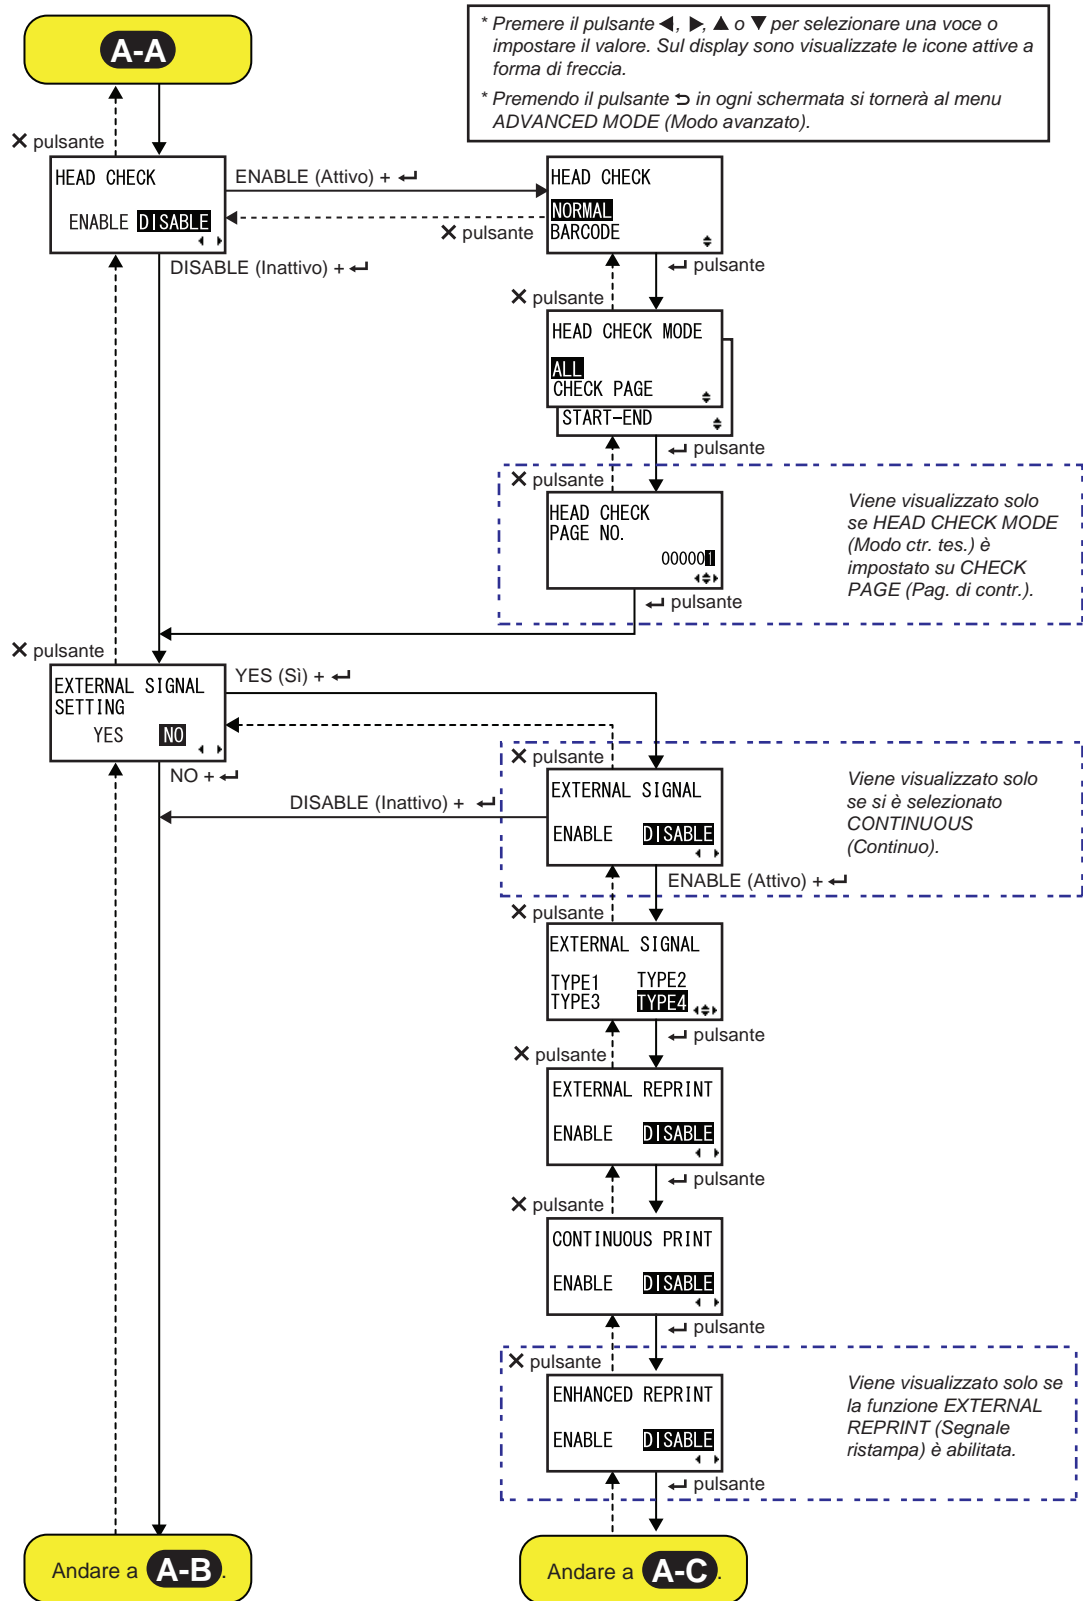 A-A
* Premere il pulsante ◀, ▶, ▲ o ▼ per selezionare una voce o
impostare il valore. Sul display sono visualizzate le icone attive a
forma di freccia.
* Premendo il pulsante ⮌ in ogni schermata si tornerà al menu
ADVANCED MODE (Modo avanzato).
✕ pulsante
HEAD CHECK
ENABLE DISABLE
ENABLE (Attivo) + ↵
HEAD CHECK
NORMAL
BARCODE
✕ pulsante
DISABLE (Inattivo) + ↵
↵ pulsante
✕ pulsante
HEAD CHECK MODE
ALL
CHECK PAGE
START-END
↵ pulsante
✕ pulsante
HEAD CHECK
PAGE NO.
000001
Viene visualizzato solo
se HEAD CHECK MODE
(Modo ctr. tes.) è
impostato su CHECK
PAGE (Pag. di contr.).
↵ pulsante
✕ pulsante
EXTERNAL SIGNAL
SETTING
YES NO
YES (Sì) + ↵
NO + ↵
✕ pulsante
EXTERNAL SIGNAL
ENABLE DISABLE
Viene visualizzato solo
se si è selezionato
CONTINUOUS
(Continuo).
DISABLE (Inattivo) + ↵
ENABLE (Attivo) + ↵
✕ pulsante
EXTERNAL SIGNAL
TYPE1 TYPE2
TYPE3 TYPE4
↵ pulsante
✕ pulsante
EXTERNAL REPRINT
ENABLE DISABLE
↵ pulsante
✕ pulsante
CONTINUOUS PRINT
ENABLE DISABLE
↵ pulsante
✕ pulsante
ENHANCED REPRINT
ENABLE DISABLE
Viene visualizzato solo se
la funzione EXTERNAL
REPRINT (Segnale
ristampa) è abilitata.
↵ pulsante
Andare a A-B.
Andare a A-C.